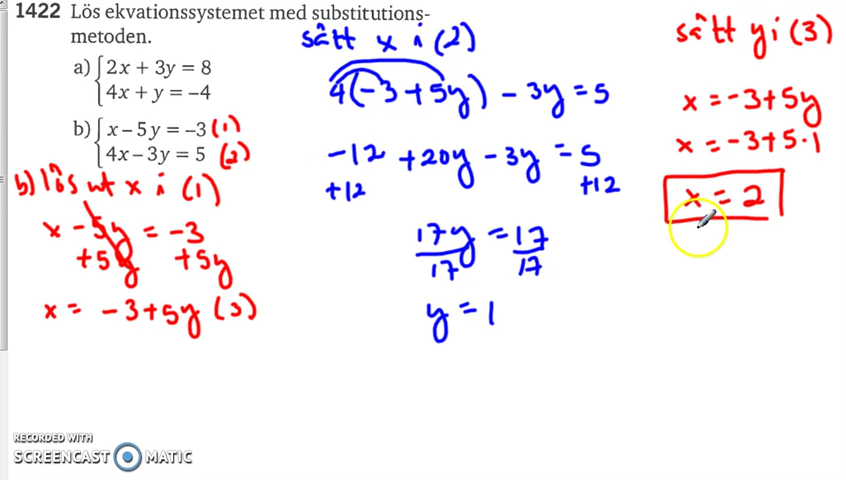 1422 Lös ekvationssystemet med substitutions-
metoden.
a) {2x + 3y = 8
4x + y = −4
b) {x − 5y = −3 (1)
4x − 3y = 5 (2)
b) lös ut x i (1)
x − 5y = −3
+5y +5y
x = −3+5y (3)
sätt x i (2)
4(−3 + 5y) − 3y = 5
−12 + 20y − 3y = 5
+12 +12
17y = 17
17 17
y = 1
sätt y i (3)
x = −3+5y
x = −3+5·1
x = 2
RECORDED WITH
SCREENCAST MATIC